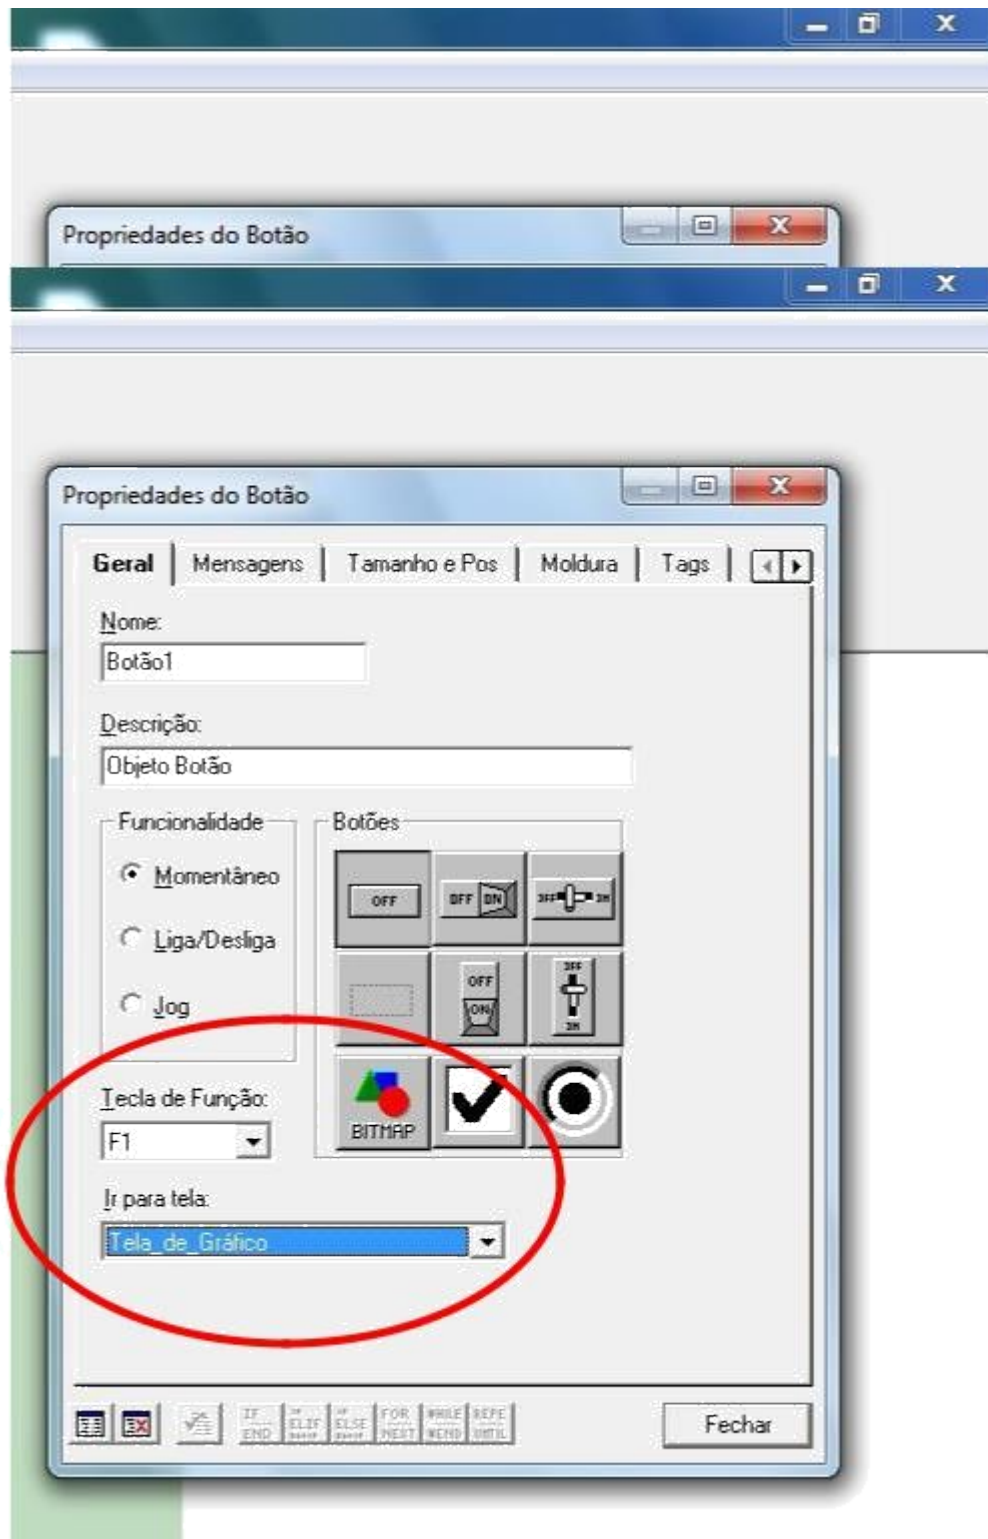 Propriedades do Botão
Propriedades do Botão
Geral Mensagens Tamanho e Pos Moldura Tags
Nome:
Botão1
Descrição:
Objeto Botão
Funcionalidade Botões
Momentâneo
Liga/Desliga
Jog
OFF OFF ON
OFF
ON
Tecla de Função:
F1
BITMAP
Ir para tela:
Tela_de_Gráfico
IF ELIF ELSE FOR WHILE REPE
END NEXT WEND UNTIL
Fechar